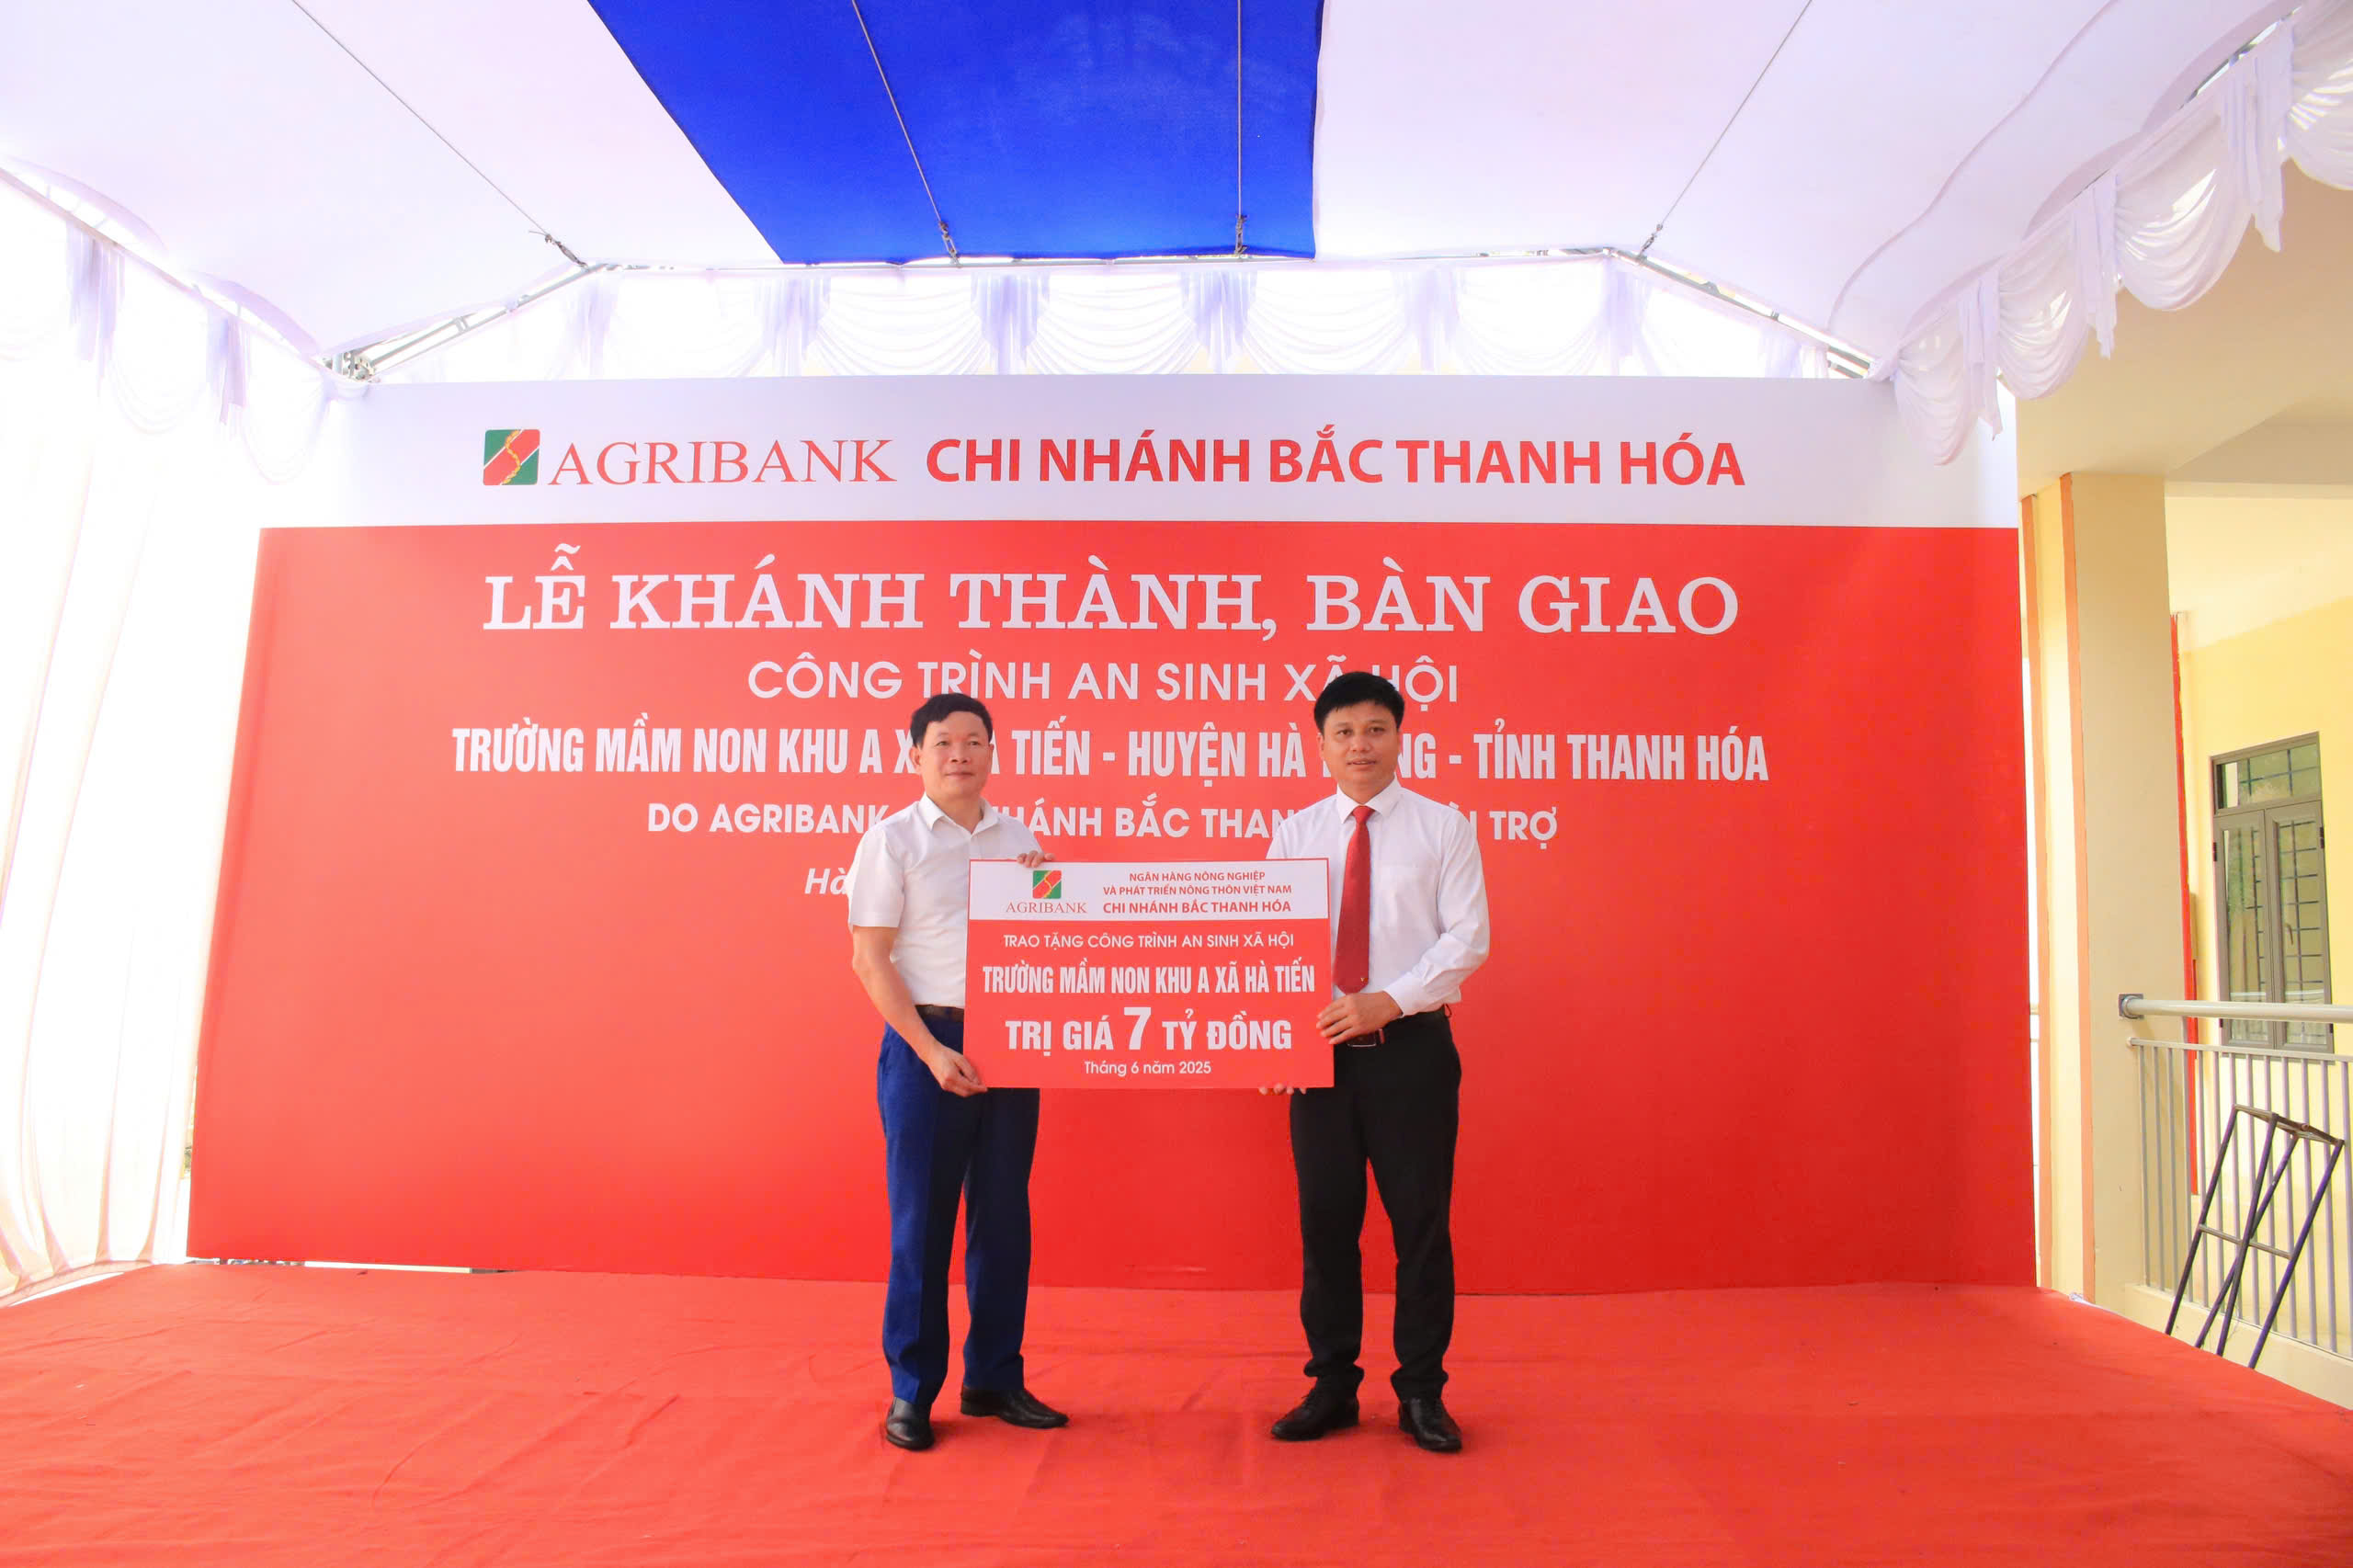 AGRIBANK CHI NHÁNH BẮC THANH HÓA
LỄ KHÁNH THÀNH, BÀN GIAO
CÔNG TRÌNH AN SINH XÃ HỘI
TRƯỜNG MẦM NON KHU A X À TIẾN - HUYỆN HÀ NG - TỈNH THANH HÓA
DO AGRIBANK HÁNH BẮC THAN TRỢ
Hà
AGRIBANK
NGÂN HÀNG NÔNG NGHIỆP
VÀ PHÁT TRIỂN NÔNG THÔN VIỆT NAM
CHI NHÁNH BẮC THANH HÓA
TRAO TẶNG CÔNG TRÌNH AN SINH XÃ HỘI
TRƯỜNG MẦM NON KHU A XÃ HÀ TIẾN
TRỊ GIÁ 7 TỶ ĐỒNG
Tháng 6 năm 2025